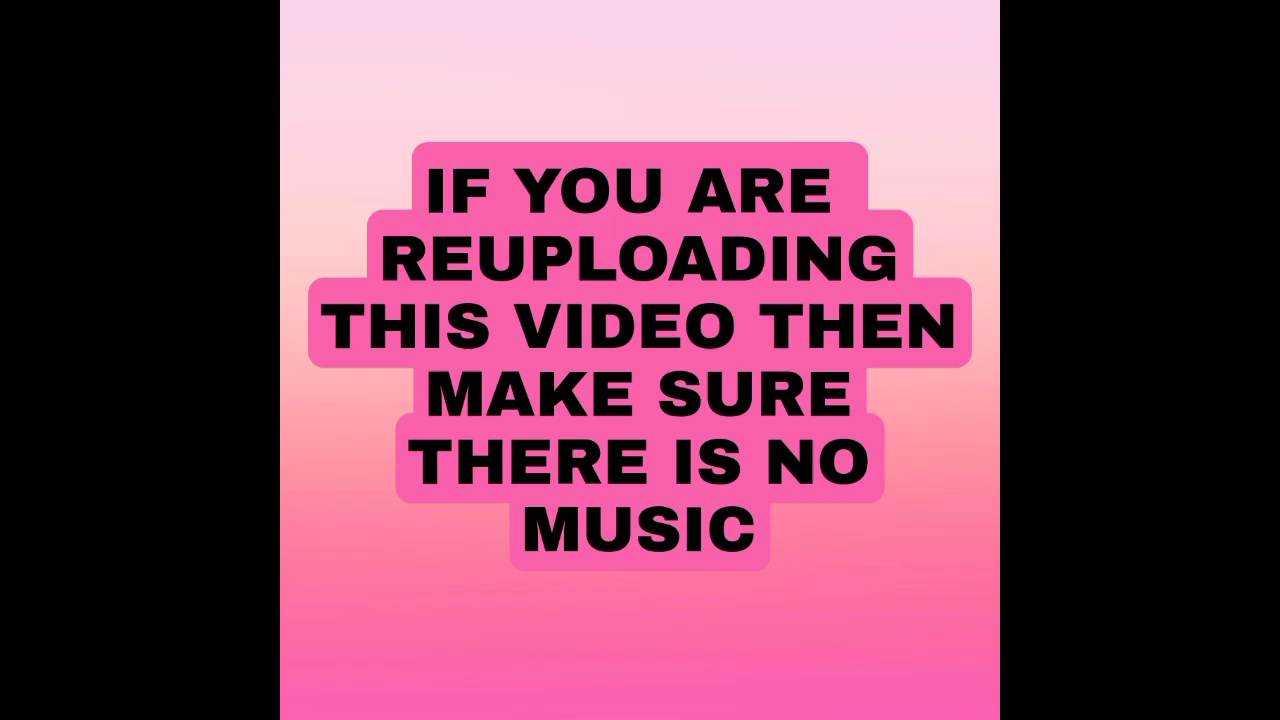 IF YOU ARE
REUPLOADING
THIS VIDEO THEN
MAKE SURE
THERE IS NO
MUSIC